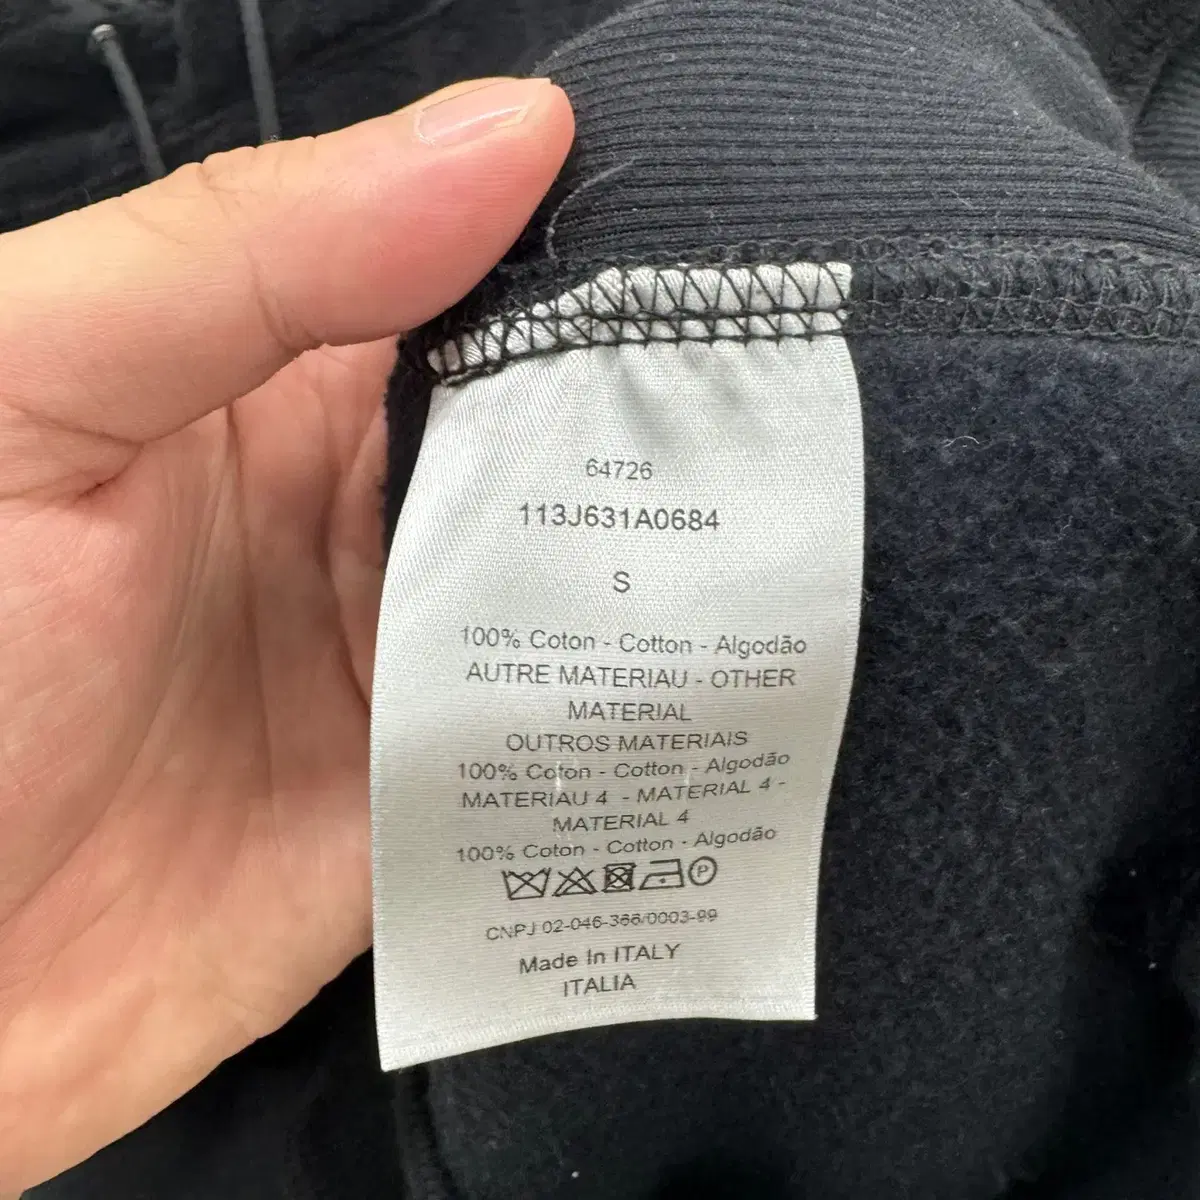 64726
113J631A0684
S
100% Coton - Cotton - Algodão
AUTRE MATERIAU - OTHER
MATERIAL
OUTROS MATERIAIS
100% Coton - Cotton - Algodão
MATERIAU 4 - MATERIAL 4 -
MATERIAL 4
100% Coton - Cotton - Algodão
P
CNPJ 02-046-366/0003-99
Made In ITALY
ITALIA